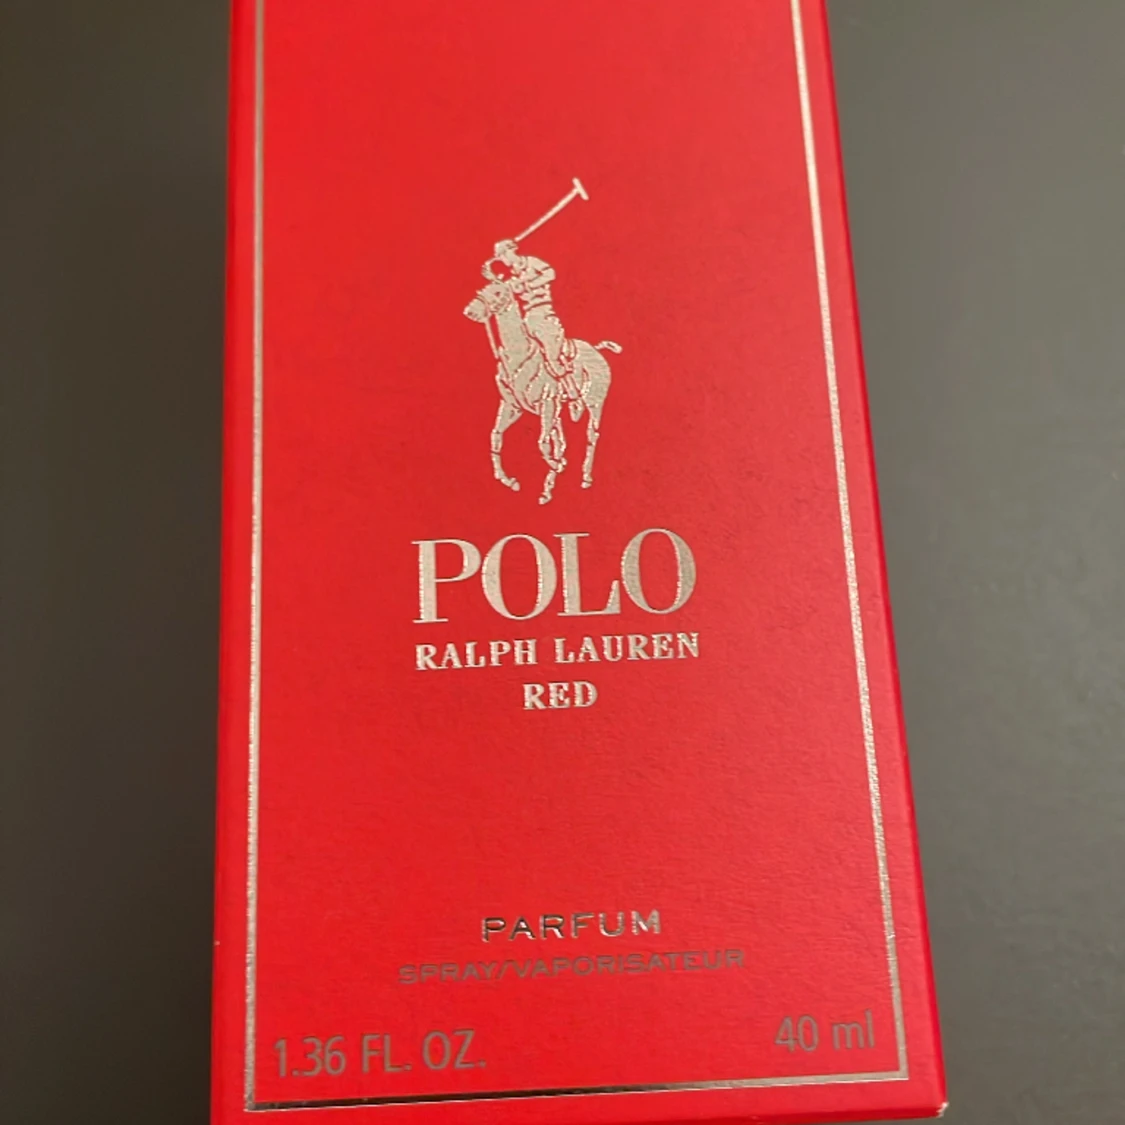 POLO
RALPH LAUREN
RED
PARFUM
SPRAY/VAPORISATEUR
1.36 FL. OZ. 40 ml